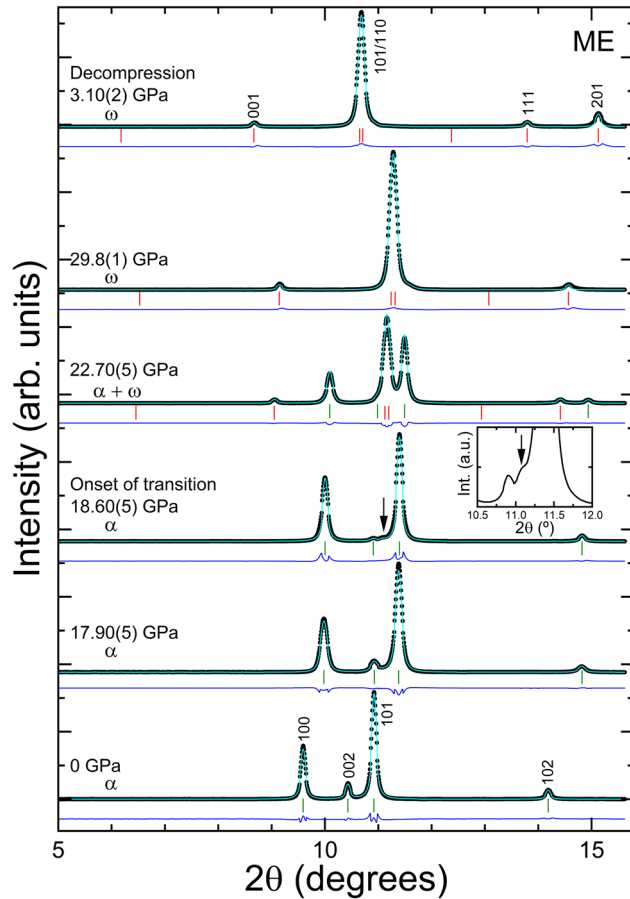 ME
Decompression
3.10(2) GPa
ω
001
101/110
111
201
29.8(1) GPa
ω
22.70(5) GPa
α + ω
Onset of transition
18.60(5) GPa
α
Int. (a.u.)
10.5 11.0 11.5 12.0
2θ (º)
17.90(5) GPa
α
0 GPa
α
100
002
101
102
Intensity (arb. units)
5 10 15
2θ (degrees)